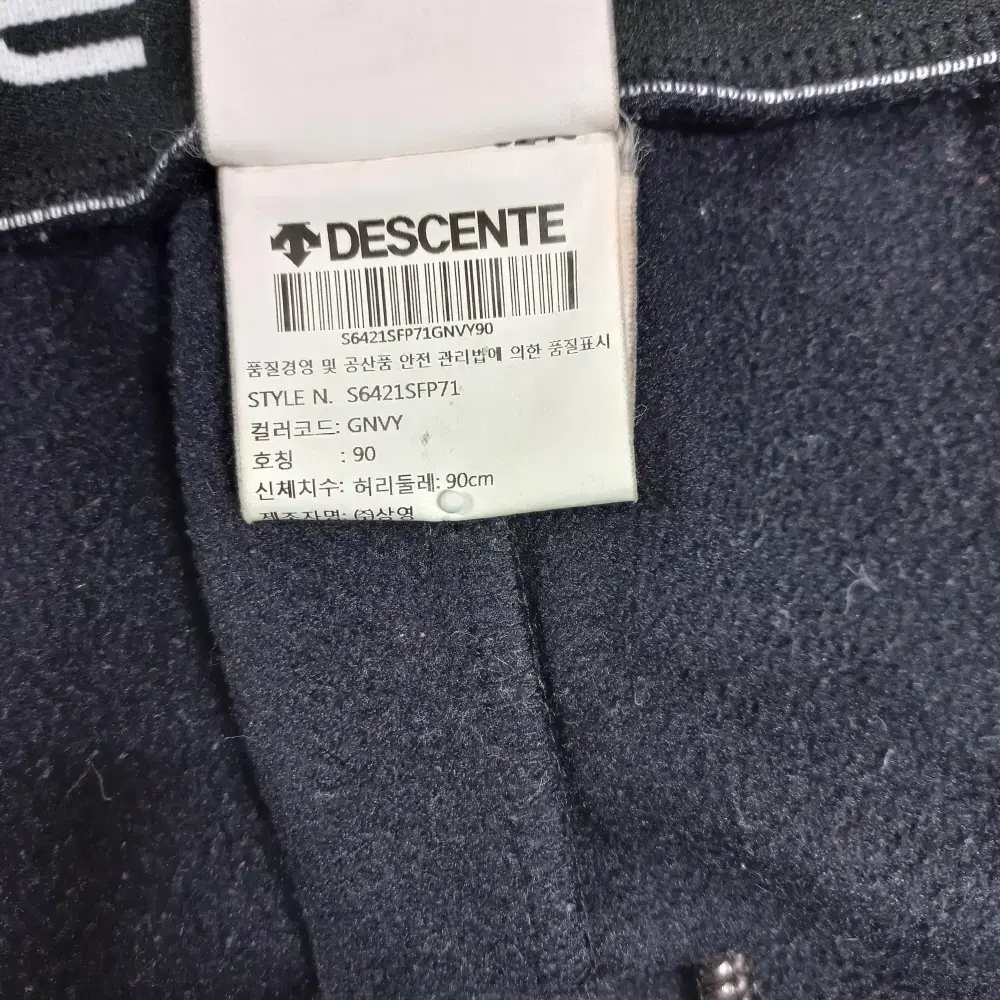 DESCENTE
S6421SFP71GNVY90
품질경영 및 공산품 안전 관리법에 의한 품질표시
STYLE N. S6421SFP71
컬러코드: GNVY
호칭 : 90
신체치수: 허리둘레: 90cm
제조자명: ㈜상영